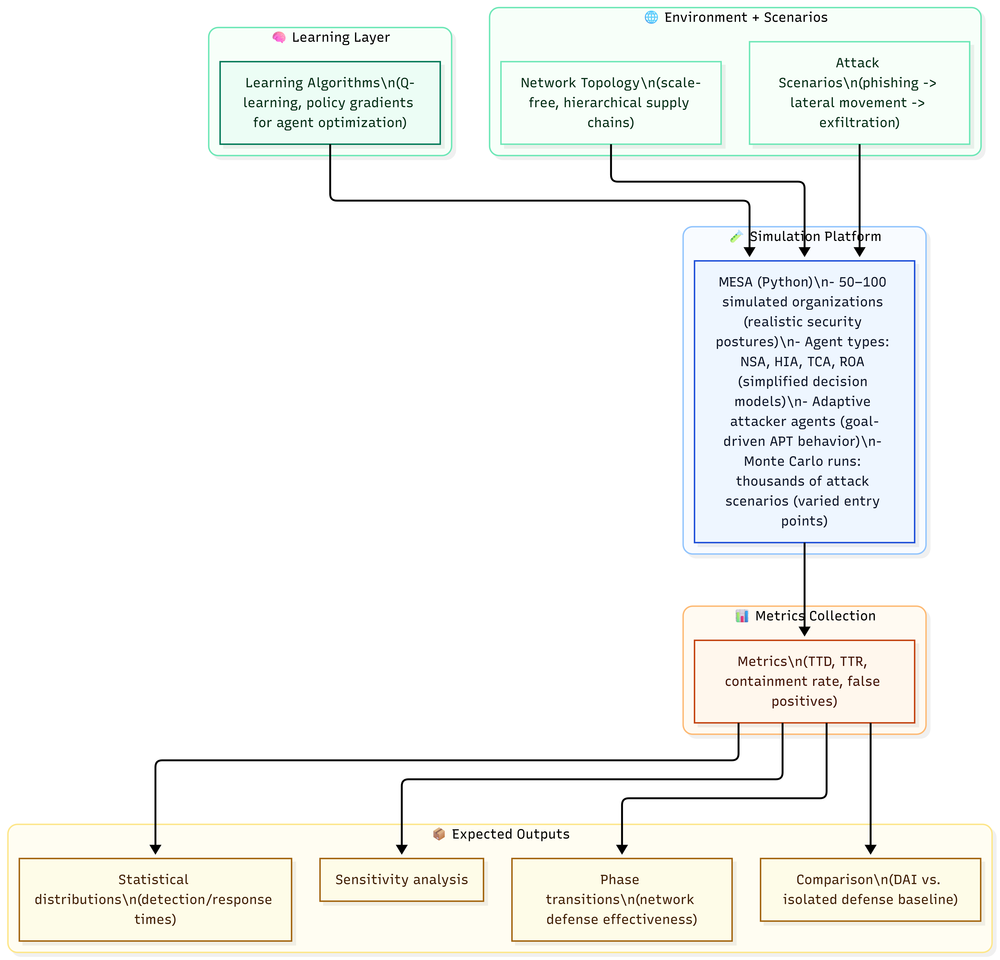 🧠 Learning Layer
Learning Algorithms\n(Q-
learning, policy gradients
for agent optimization)
🌐 Environment + Scenarios
Network Topology\n(scale-
free, hierarchical supply
chains)
Attack
Scenarios\n(phishing ->
lateral movement ->
exfiltration)
🧪 Simulation Platform
MESA (Python)\n- 50–100
simulated organizations
(realistic security
postures)\n- Agent types:
NSA, HIA, TCA, ROA
(simplified decision
models)\n- Adaptive
attacker agents (goal-
driven APT behavior)\n-
Monte Carlo runs:
thousands of attack
scenarios (varied entry
points)
📊 Metrics Collection
Metrics\n(TTD, TTR,
containment rate, false
positives)
📦 Expected Outputs
Statistical
distributions\n(detection/response
times)
Sensitivity analysis
Phase
transitions\n(network
defense effectiveness)
Comparison\n(DAI vs.
isolated defense baseline)